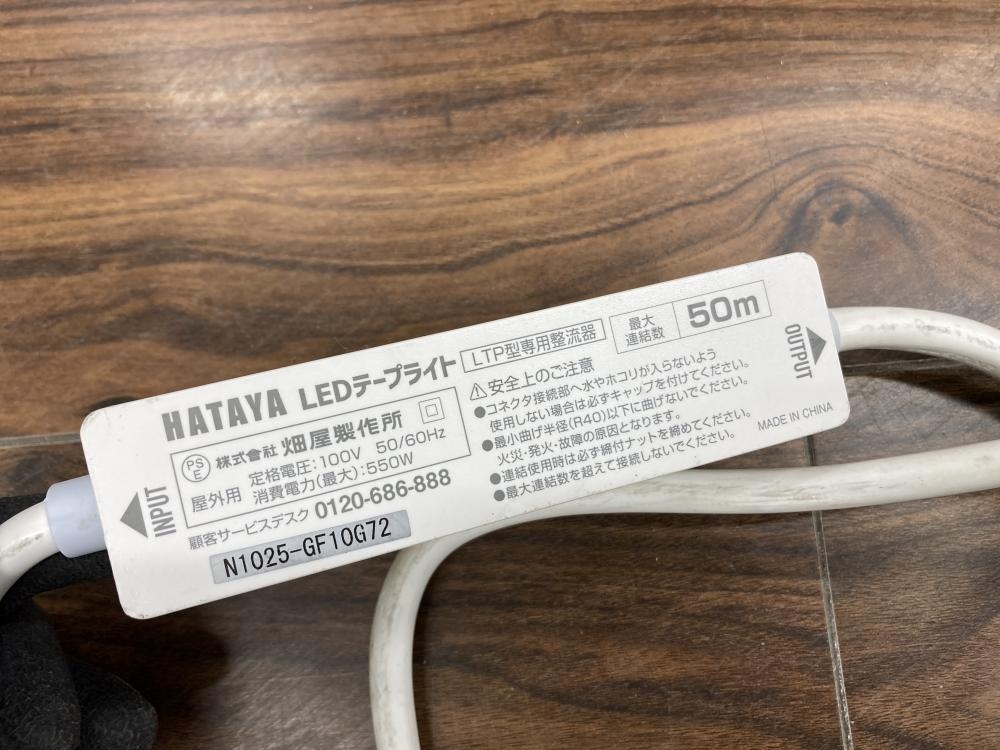 HATAYA LEDテープライト LTP型専用整流器 最大連結数 50m
PS E 株式會社 畑屋製作所
屋外用 定格電圧:100V 50/60Hz
消費電力(最大):550W
顧客サービスデスク 0120-686-888
N1025-GF10G72
⚠安全上のご注意
●コネクタ接続部へ水やホコリが入らないよう
使用しない場合は必ずキャップを付けてください。
●最小曲げ半径(R40)以下に曲げないでください。
火災・発火・故障の原因となります。
●連結使用時は必ず締付ナットを締めてください。
●最大連結数を超えて接続しないでください。
MADE IN CHINA
INPUT
OUTPUT